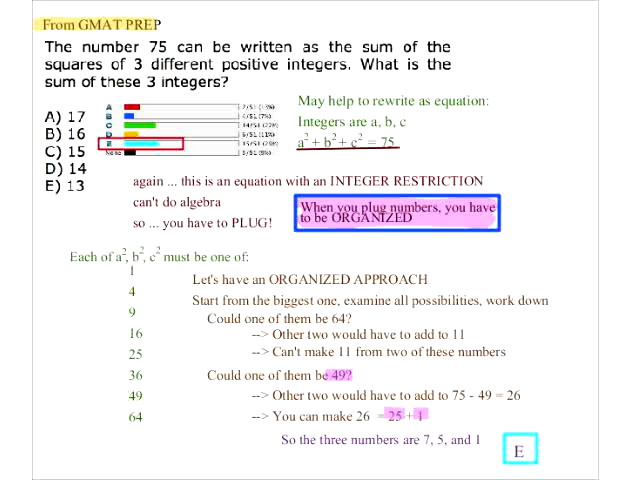 From GMAT PREP
The number 75 can be written as the sum of the
squares of 3 different positive integers. What is the
sum of these 3 integers?
A) 17
B) 16
C) 15
D) 14
E) 13
A
B
C
D
E
May help to rewrite as equation:
Integers are a, b, c
a² + b² + c² = 75
again ... this is an equation with an INTEGER RESTRICTION
can't do algebra
so ... you have to PLUG!
When you plug numbers, you have
to be ORGANIZED
Each of a², b², c² must be one of:
1
4
9
16
25
36
49
64
Let's have an ORGANIZED APPROACH
Start from the biggest one, examine all possibilities, work down
Could one of them be 64?
--> Other two would have to add to 11
--> Can't make 11 from two of these numbers
Could one of them be 49?
--> Other two would have to add to 75 - 49 = 26
--> You can make 26 = 25 + 1
So the three numbers are 7, 5, and 1
E